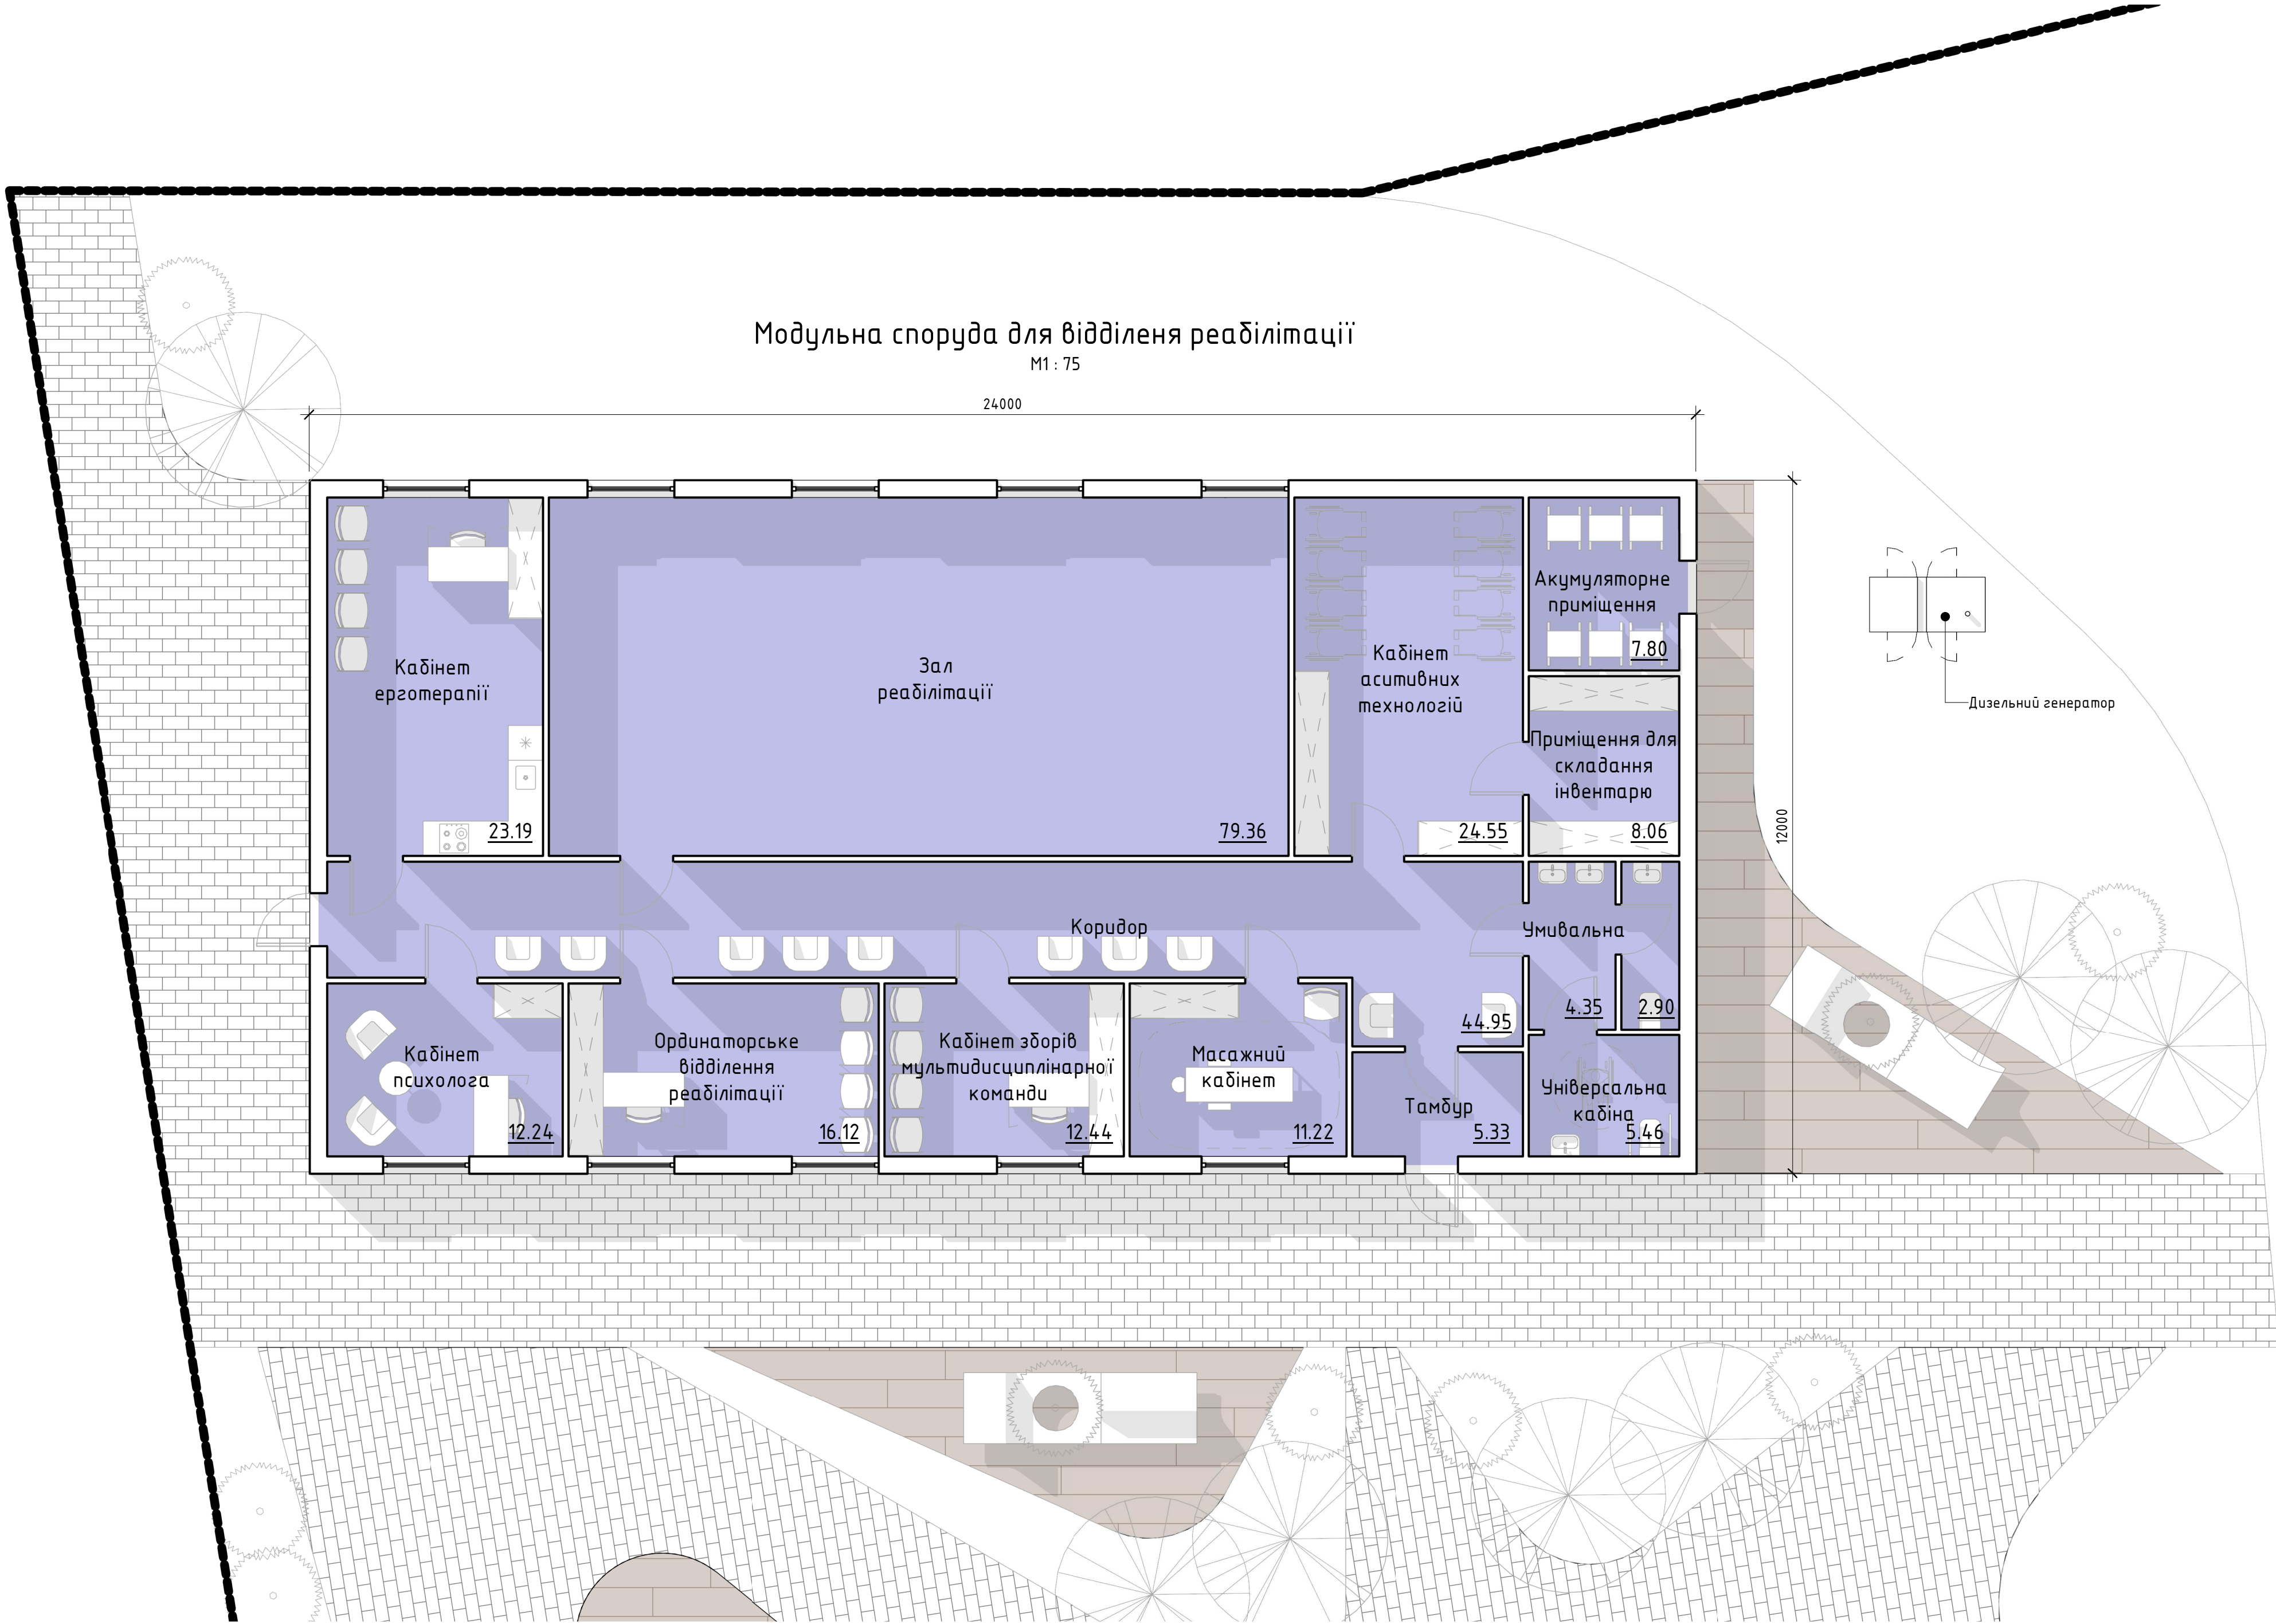 Модульна споруда для відділеня реабілітації
М1 : 75
24000
12000
Кабінет
ерготерапії
23.19
Зал
реабілітації
79.36
Кабінет
аситивних
технологій
24.55
Акумуляторне
приміщення
7.80
Приміщення для
складання
інвентарю
8.06
Дизельний генератор
Коридор
44.95
Умивальна
4.35
2.90
Кабінет
психолога
12.24
Ординаторське
відділення
реабілітації
16.12
Кабінет зборів
мультидисциплінарної
команди
12.44
Масажний
кабінет
11.22
Тамбур
5.33
Універсальна
кабіна
5.46